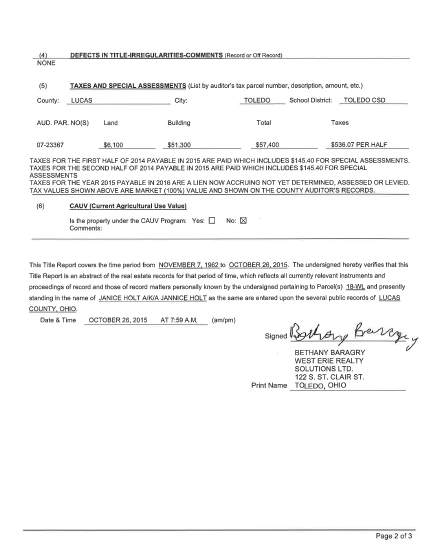 (4) DEFECTS IN TITLE-IRREGULARITIES-COMMENTS (Record or Off Record)
NONE
(5) TAXES AND SPECIAL ASSESSMENTS (List by auditor's tax parcel number, description, amount, etc.)
County: LUCAS City: TOLEDO School District: TOLEDO CSD
AUD. PAR. NO(S) Land Building Total Taxes
07-23367 $6,100 $51,300 $57,400 $536.07 PER HALF
TAXES FOR THE FIRST HALF OF 2014 PAYABLE IN 2015 ARE PAID WHICH INCLUDES $145.40 FOR SPECIAL ASSESSMENTS.
TAXES FOR THE SECOND HALF OF 2014 PAYABLE IN 2015 ARE PAID WHICH INCLUDES $145.40 FOR SPECIAL
ASSESSMENTS
TAXES FOR THE YEAR 2015 PAYABLE IN 2016 ARE A LIEN NOW ACCRUING NOT YET DETERMINED, ASSESSED OR LEVIED.
TAX VALUES SHOWN ABOVE ARE MARKET (100%) VALUE AND SHOWN ON THE COUNTY AUDITOR'S RECORDS.
(6) CAUV (Current Agricultural Use Value)
Is the property under the CAUV Program: Yes: ☐ No: ☒
Comments:
This Title Report covers the time period from NOVEMBER 7, 1962 to OCTOBER 26, 2015. The undersigned hereby verifies that this
Title Report is an abstract of the real estate records for that period of time, which reflects all currently relevant instruments and
proceedings of record and those of record matters personally known by the undersigned pertaining to Parcel(s) 18-WL and presently
standing in the name of JANICE HOLT A/K/A JANNICE HOLT as the same are entered upon the several public records of LUCAS
COUNTY, OHIO.
Date & Time OCTOBER 26, 2015 AT 7:59 A.M. (am/pm)
Signed Bethany Baragry
BETHANY BARAGRY
WEST ERIE REALTY
SOLUTIONS LTD.
122 S. ST. CLAIR ST.
Print Name TOLEDO, OHIO
Page 2 of 3